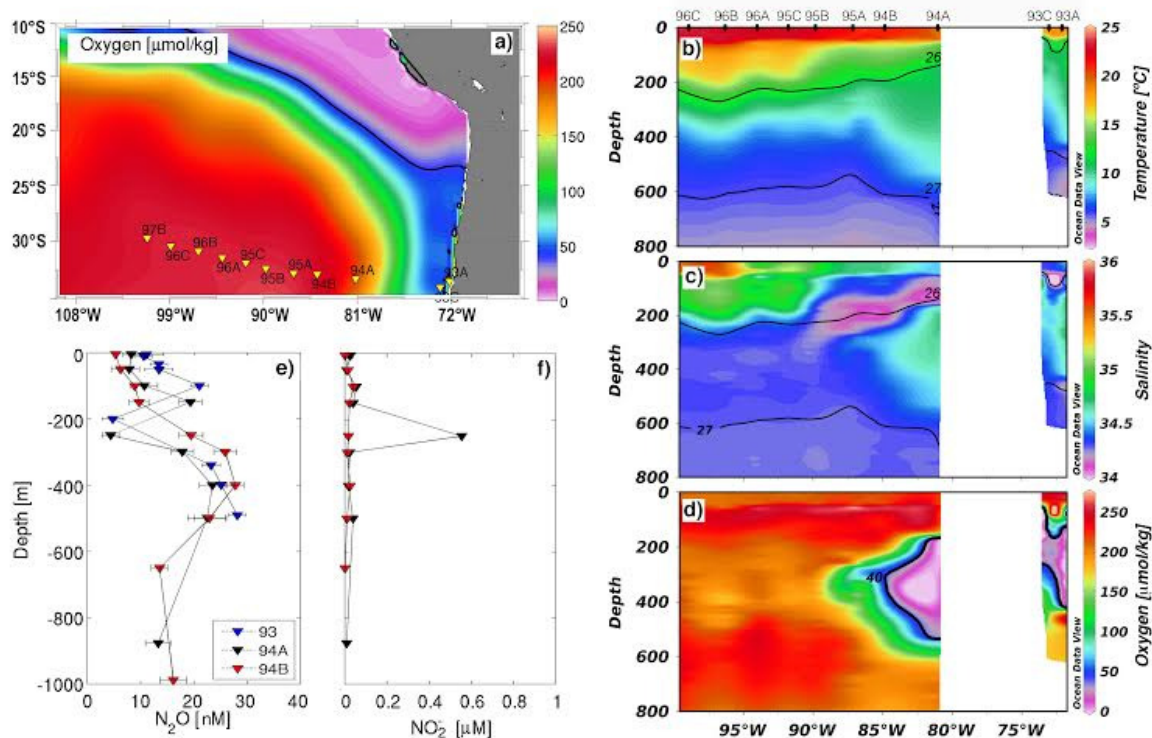 Oxygen [µmol/kg]
a)
10°S
15°S
20°S
25°S
30°S
97B
96C
96B
96A
95C
95B
95A
94B
94A
93A
108°W 99°W 90°W 81°W 72°W
250
200
150
100
50
0
96C 96B 96A 95C 95B 95A 94B 94A 93C 93A
b)
Depth
0
200
400
600
800
26
27
Ocean Data View
25
20
15
10
5
Temperature [°C]
c)
Depth
0
200
400
600
800
26
27
Ocean Data View
36
35.5
35
34.5
34
Salinity
d)
Depth
0
200
400
600
800
40
Ocean Data View
250
200
150
100
50
0
Oxygen [µmol/kg]
95°W 90°W 85°W 80°W 75°W
e)
Depth [m]
0
-200
-400
-600
-800
-1000
93
94A
94B
0 10 20 30 40
N₂O [nM]
f)
0 0.2 0.4 0.6 0.8 1
NO₂⁻ [µM]